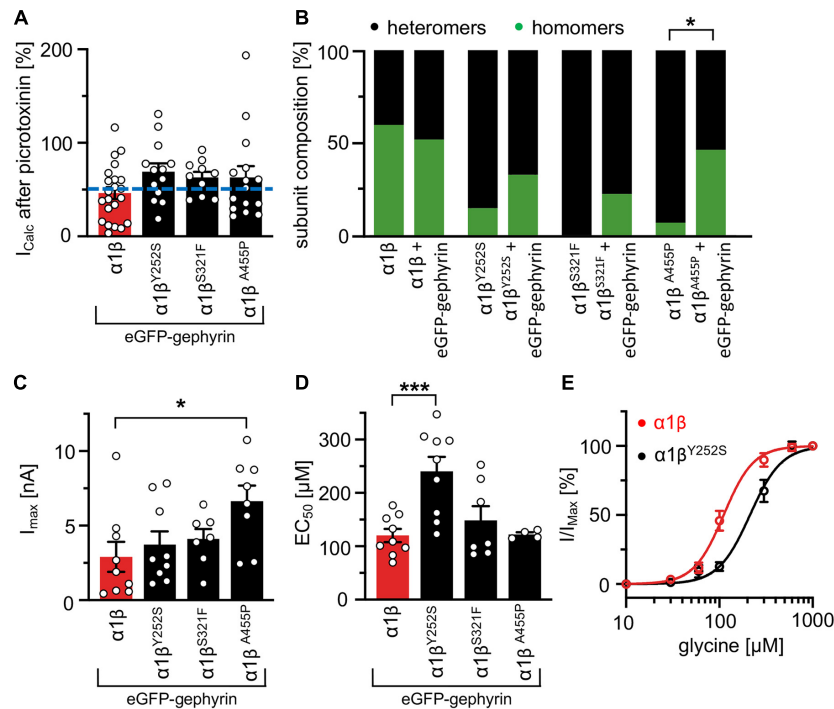 A
I_Calc after picrotoxinin [%]
200
100
0
α1β
α1β^Y252S
α1β^S321F
α1β^A455P
eGFP-gephyrin
B
heteromers
homomers
subunit composition [%]
100
50
0
*
α1β
α1β +
eGFP-gephyrin
α1β^Y252S
α1β^Y252S +
eGFP-gephyrin
α1β^S321F
α1β^S321F +
eGFP-gephyrin
α1β^A455P
α1β^A455P +
eGFP-gephyrin
C
I_max [nA]
10
5
0
*
α1β
α1β^Y252S
α1β^S321F
α1β^A455P
eGFP-gephyrin
D
EC_50 [µM]
300
200
100
0
***
α1β
α1β^Y252S
α1β^S321F
α1β^A455P
eGFP-gephyrin
E
α1β
α1β^Y252S
I/I_Max [%]
100
50
0
10
100
1000
glycine [µM]